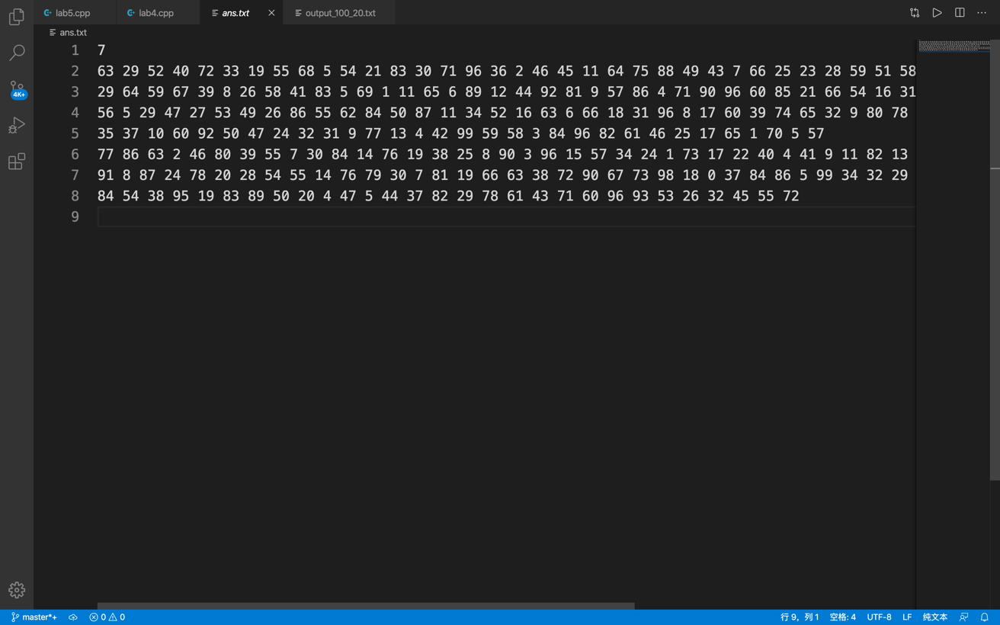 lab5.cpp lab4.cpp ans.txt output_100_20.txt
ans.txt
1 7
2 63 29 52 40 72 33 19 55 68 5 54 21 83 30 71 96 36 2 46 45 11 64 75 88 49 43 7 66 25 23 28 59 51 58
3 29 64 59 67 39 8 26 58 41 83 5 69 1 11 65 6 89 12 44 92 81 9 57 86 4 71 90 96 60 85 21 66 54 16 31
4 56 5 29 47 27 53 49 26 86 55 62 84 50 87 11 34 52 16 63 6 66 18 31 96 8 17 60 39 74 65 32 9 80 78
5 35 37 10 60 92 50 47 24 32 31 9 77 13 4 42 99 59 58 3 84 96 82 61 46 25 17 65 1 70 5 57
6 77 86 63 2 46 80 39 55 7 30 84 14 76 19 38 25 8 90 3 96 15 57 34 24 1 73 17 22 40 4 41 9 11 82 13
7 91 8 87 24 78 20 28 54 55 14 76 79 30 7 81 19 66 63 38 72 90 67 73 98 18 0 37 84 86 5 99 34 32 29
8 84 54 38 95 19 83 89 50 20 4 47 5 44 37 82 29 78 61 43 71 60 96 93 53 26 32 45 55 72
9
4K+
master*+ 0 0 行 9，列 1 空格: 4 UTF-8 LF 纯文本